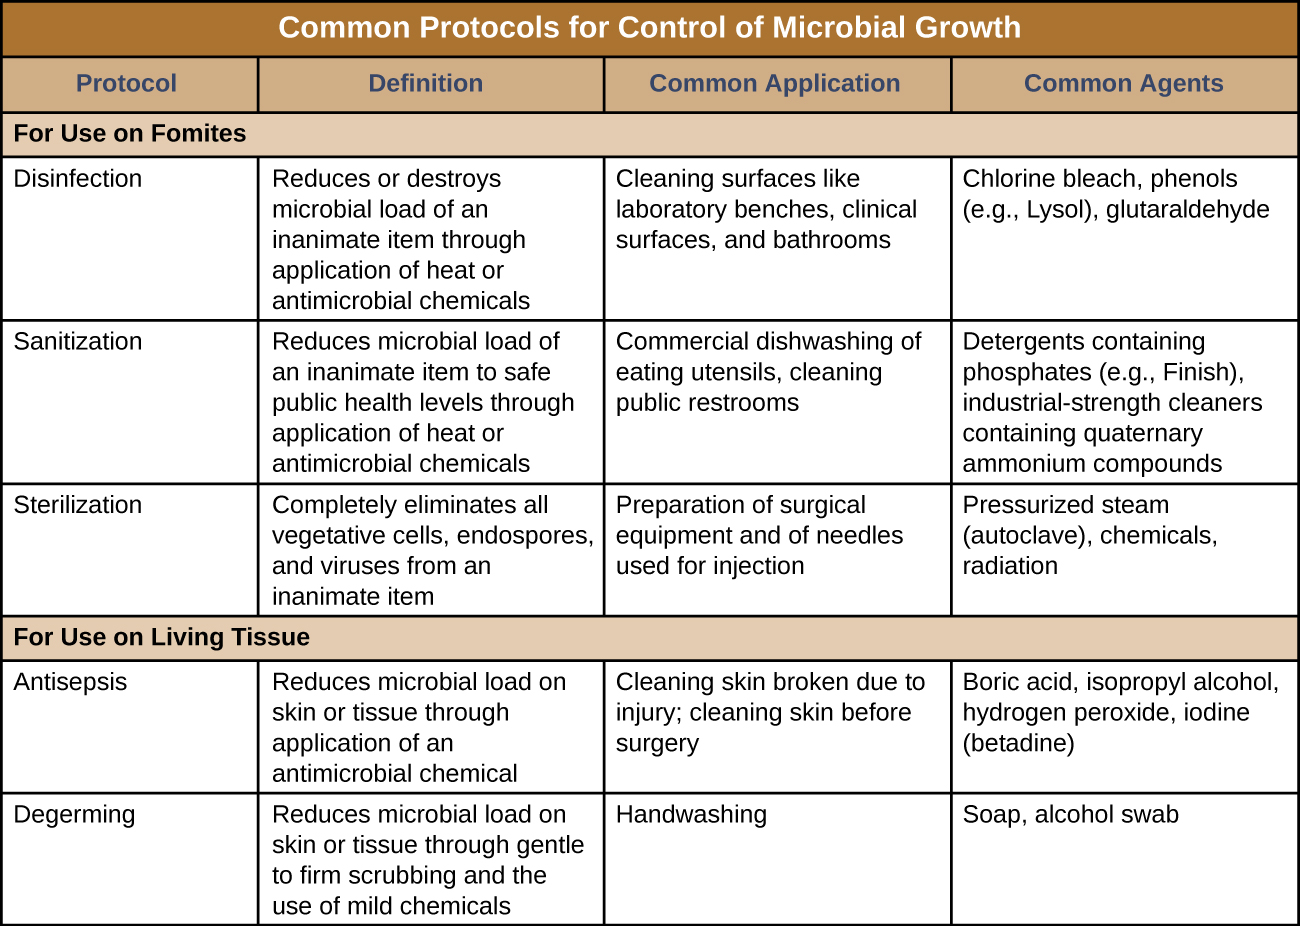 Common Protocols for Control of Microbial Growth
Protocol
Definition
Common Application
Common Agents
For Use on Fomites
Disinfection
Reduces or destroys
microbial load of an
inanimate item through
application of heat or
antimicrobial chemicals
Cleaning surfaces like
laboratory benches, clinical
surfaces, and bathrooms
Chlorine bleach, phenols
(e.g., Lysol), glutaraldehyde
Sanitization
Reduces microbial load of
an inanimate item to safe
public health levels through
application of heat or
antimicrobial chemicals
Commercial dishwashing of
eating utensils, cleaning
public restrooms
Detergents containing
phosphates (e.g., Finish),
industrial-strength cleaners
containing quaternary
ammonium compounds
Sterilization
Completely eliminates all
vegetative cells, endospores,
and viruses from an
inanimate item
Preparation of surgical
equipment and of needles
used for injection
Pressurized steam
(autoclave), chemicals,
radiation
For Use on Living Tissue
Antisepsis
Reduces microbial load on
skin or tissue through
application of an
antimicrobial chemical
Cleaning skin broken due to
injury; cleaning skin before
surgery
Boric acid, isopropyl alcohol,
hydrogen peroxide, iodine
(betadine)
Degerming
Reduces microbial load on
skin or tissue through gentle
to firm scrubbing and the
use of mild chemicals
Handwashing
Soap, alcohol swab